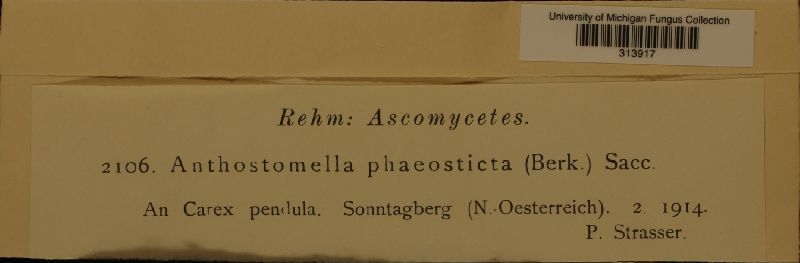 University of Michigan Fungus Collection
313917
Rehm: Ascomycetes.
2106. Anthostomella phaeosticta (Berk.) Sacc.
An Carex pendula. Sonntagberg (N.-Oesterreich). 2 1914.
P. Strasser.